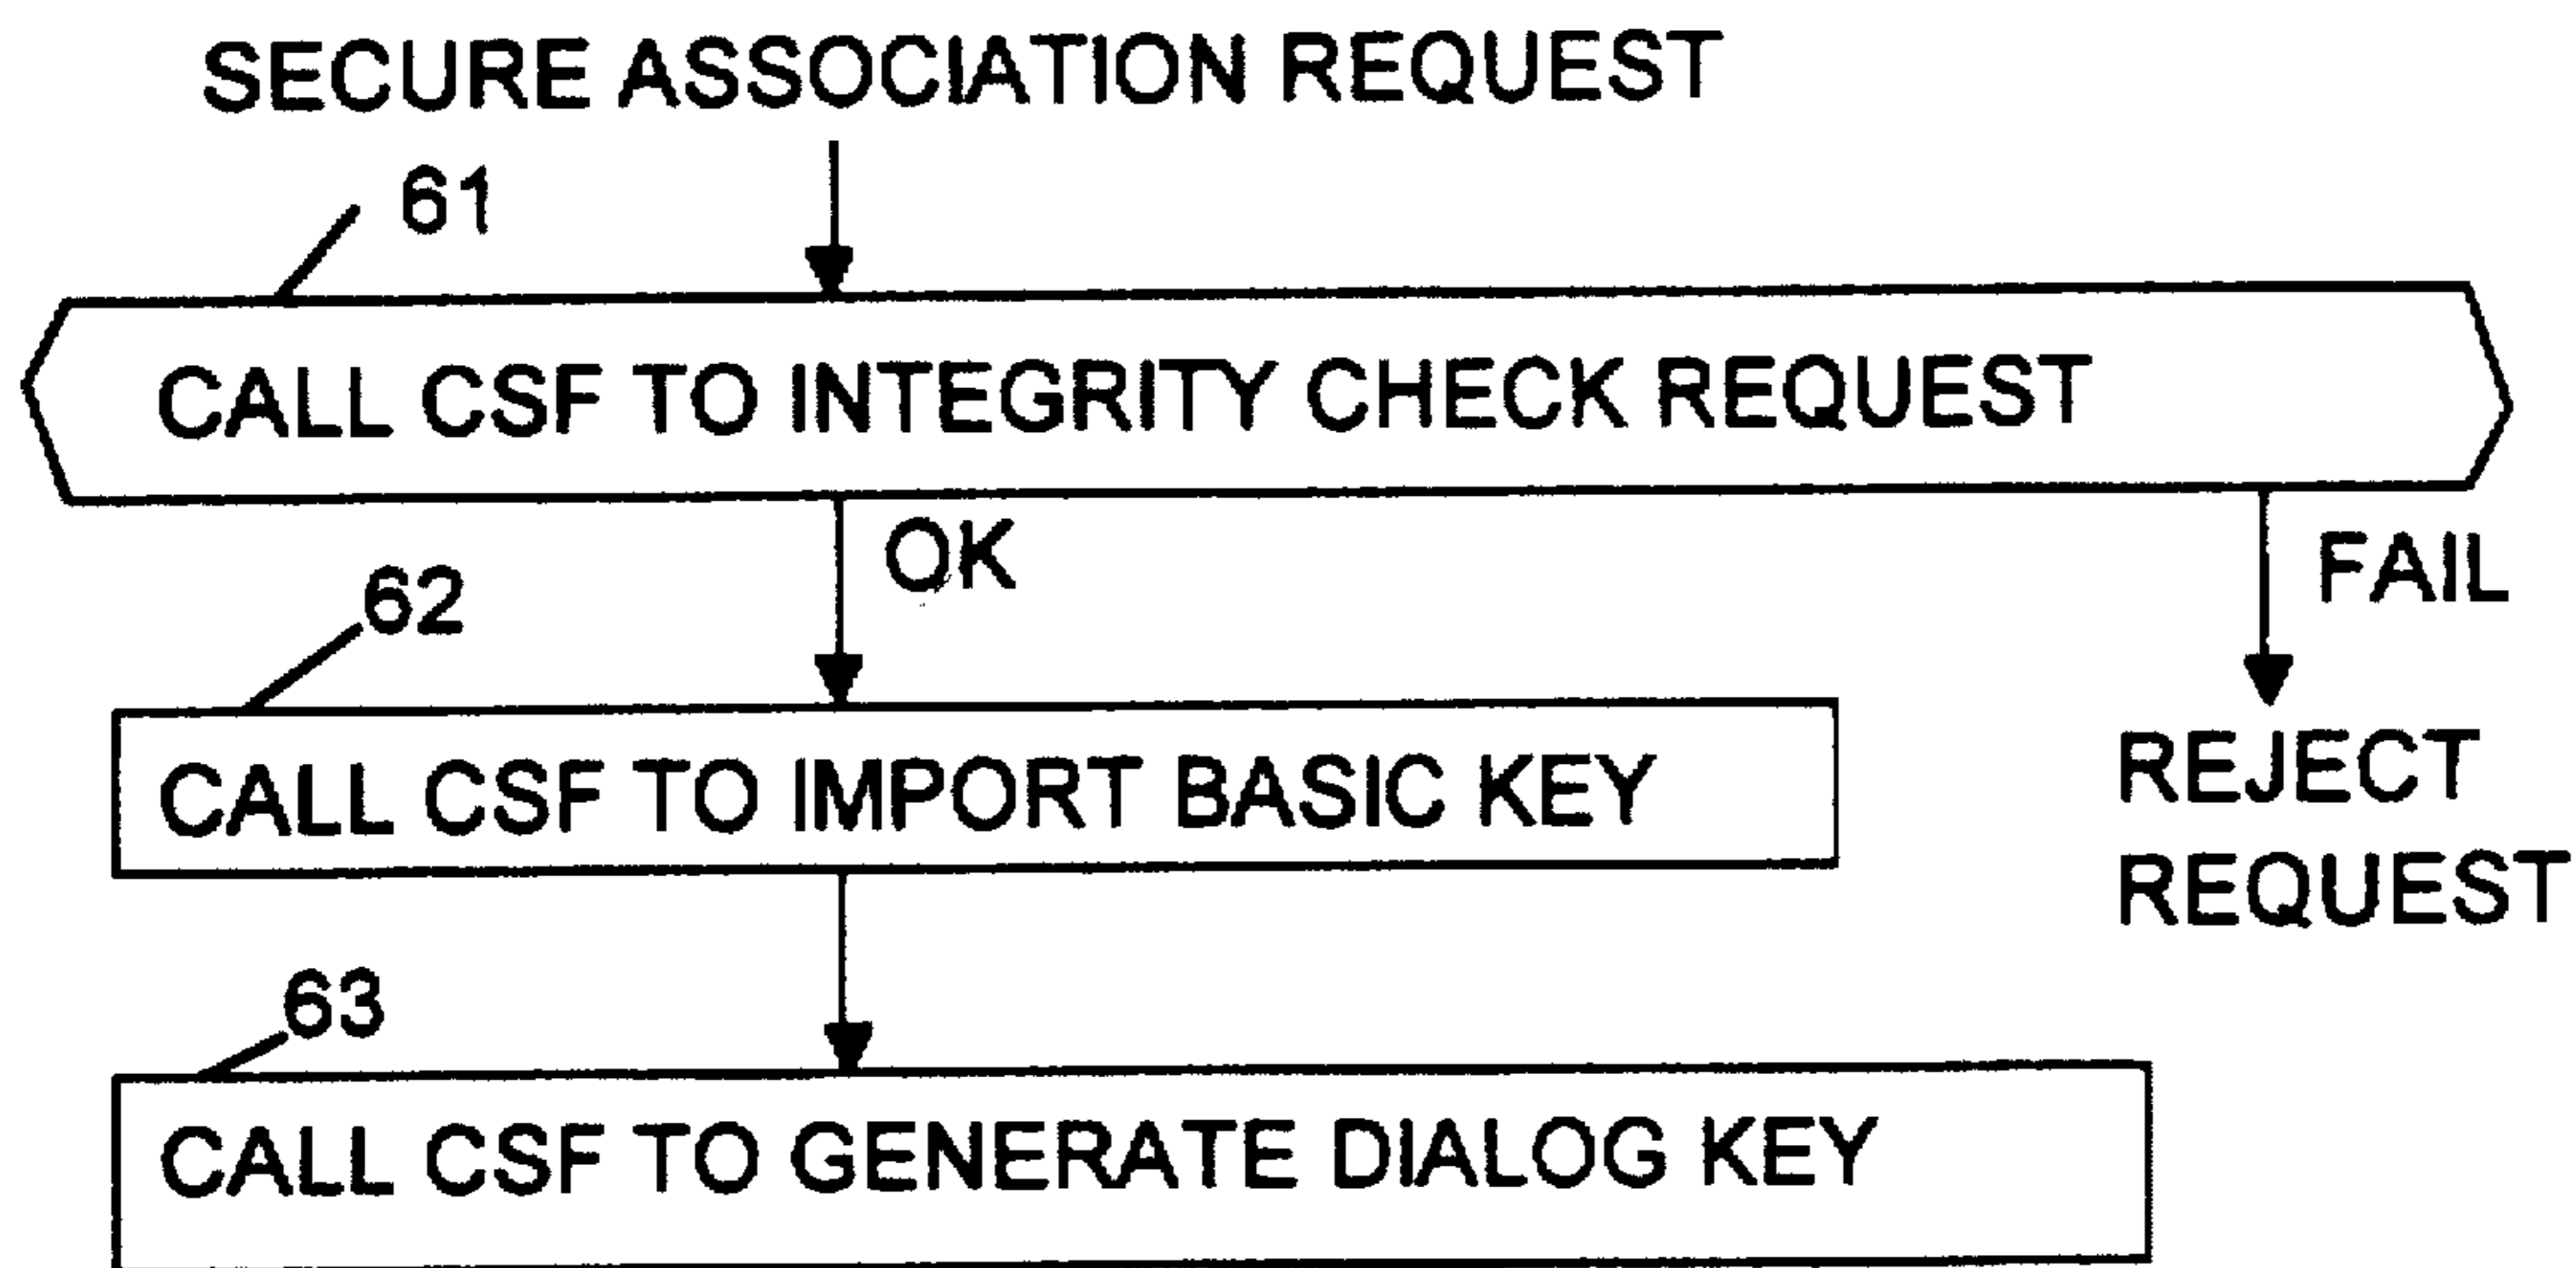 SECURE ASSOCIATION REQUEST
61
CALL CSF TO INTEGRITY CHECK REQUEST
OK
FAIL
62
CALL CSF TO IMPORT BASIC KEY
REJECT
REQUEST
63
CALL CSF TO GENERATE DIALOG KEY